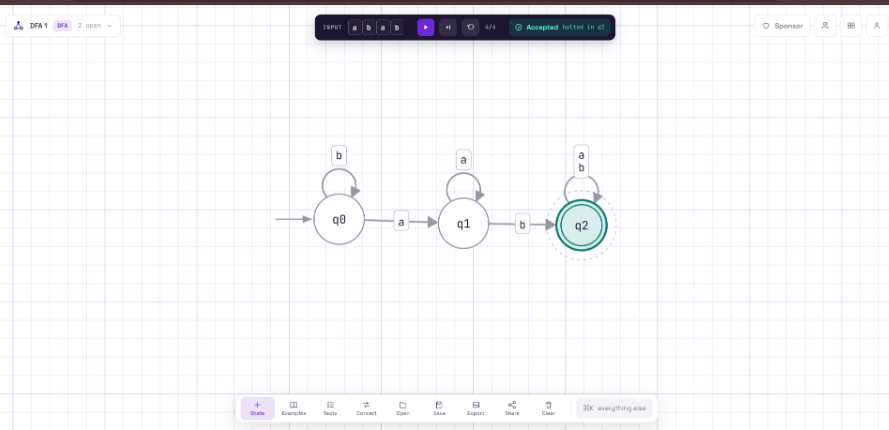 DFA 1 DFA 2 open
INPUT a b a b 4/4 Accepted halted in q2
Sponsor
b
a
a
b
q0
a
q1
b
q2
State Examples Tests Convert Open Save Export Share Clear ⌘K everything else